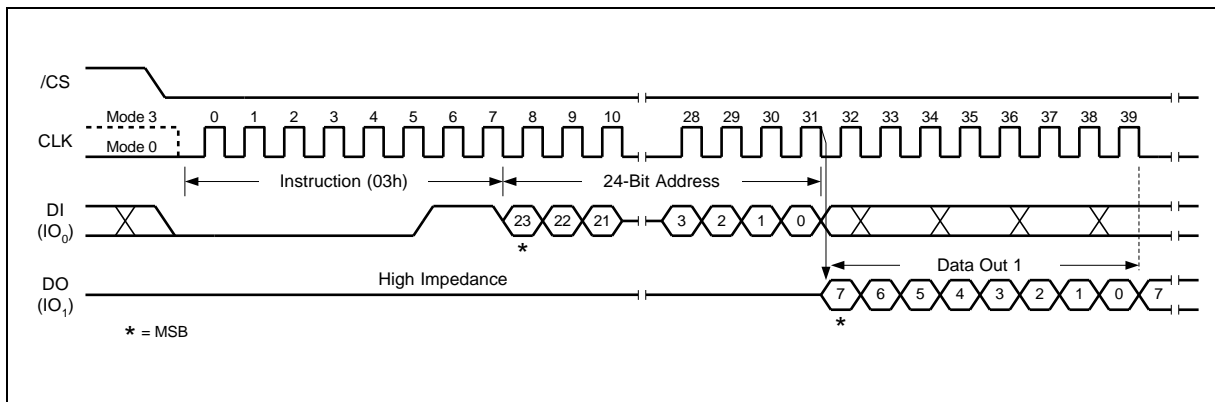 /CS
Mode 3 0 1 2 3 4 5 6 7 8 9 10 28 29 30 31 32 33 34 35 36 37 38 39
CLK
Mode 0
Instruction (03h) 24-Bit Address
DI
(IO0) 23 22 21 3 2 1 0
*
High Impedance Data Out 1
DO
(IO1) 7 6 5 4 3 2 1 0 7
*
* = MSB